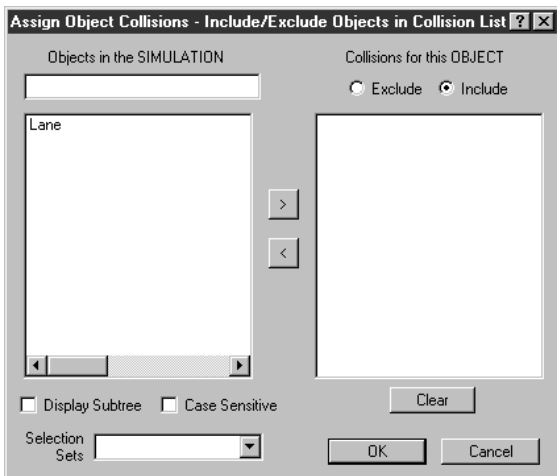 Assign Object Collisions - Include/Exclude Objects in Collision List
Objects in the SIMULATION
Collisions for this OBJECT
Exclude
Include
Lane
>
<
Display Subtree
Case Sensitive
Clear
Selection
Sets
OK
Cancel